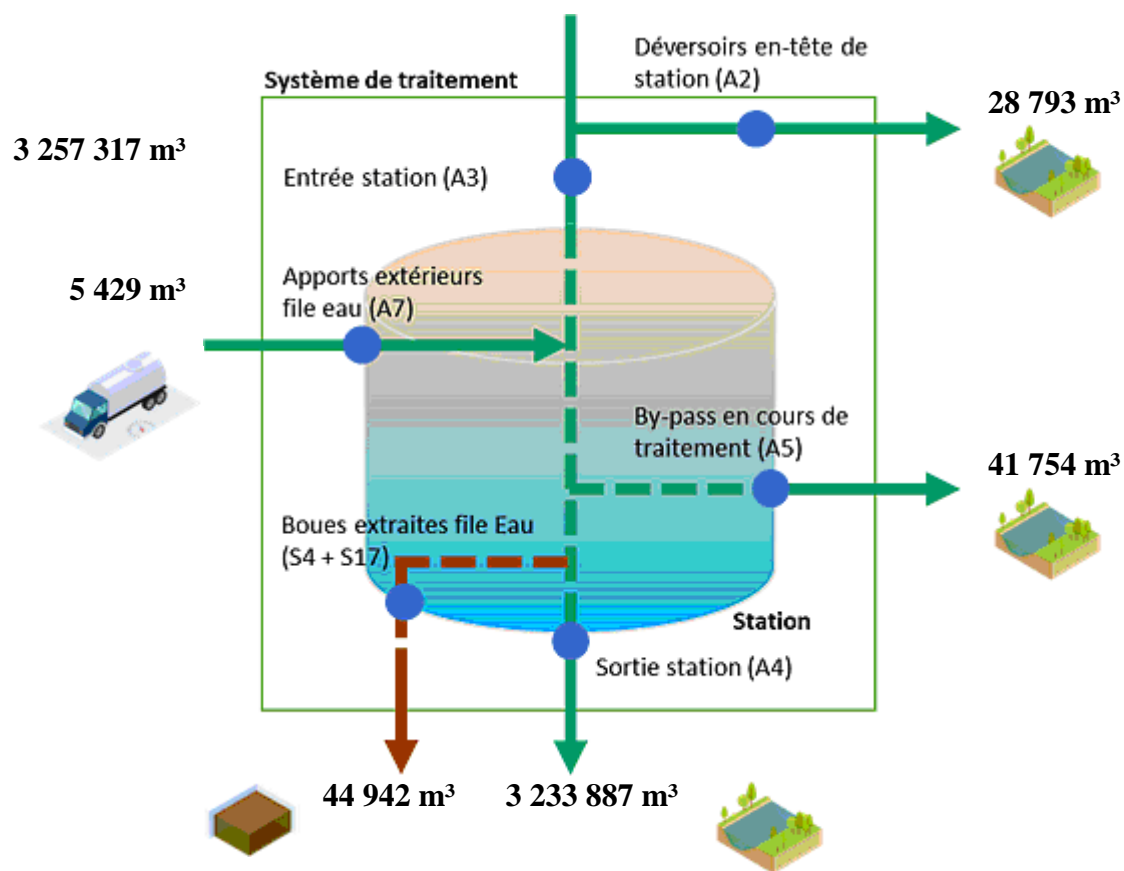 Déversoirs en-tête de
station (A2)
Système de traitement
28 793 m³
3 257 317 m³
Entrée station (A3)
Apports extérieurs
file eau (A7)
5 429 m³
By-pass en cours de
traitement (A5)
41 754 m³
Boues extraites file Eau
(S4 + S17)
Station
Sortie station (A4)
44 942 m³
3 233 887 m³